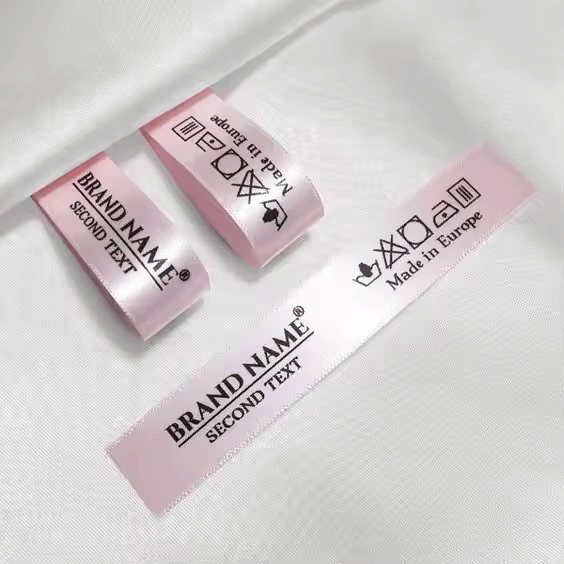 BRAND NAME®
SECOND TEXT
Made in Europe
BRAND NAME®
SECOND TEXT
Made in Europe